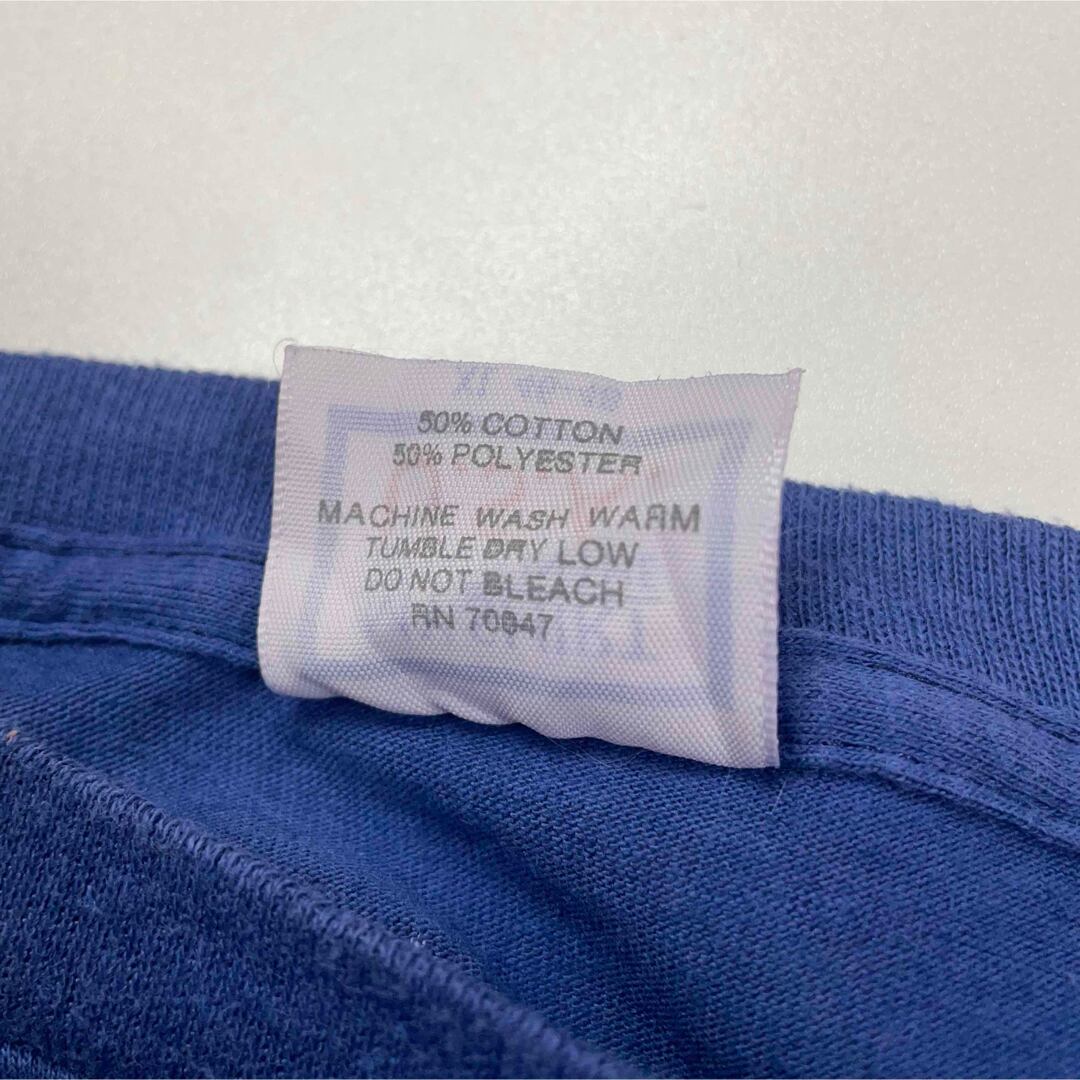 50% COTTON
50% POLYESTER
MACHINE WASH WARM
TUMBLE DRY LOW
DO NOT BLEACH
RN 70847